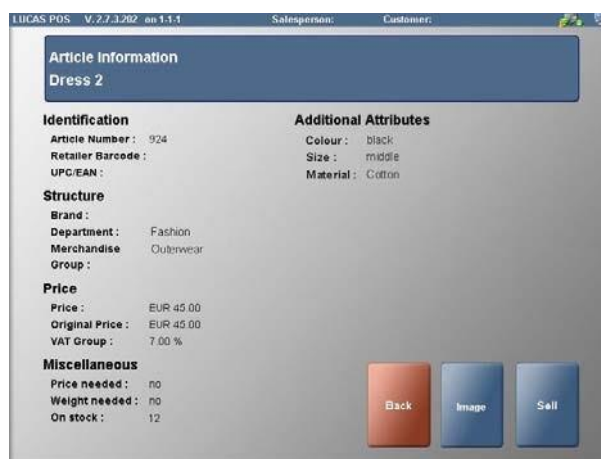 LUCAS POS V.2.7.3.202 on 1-1-1 Salesperson: Customer:
Article Information
Dress 2
Identification
Article Number : 924
Retailer Barcode :
UPC/EAN :
Structure
Brand :
Department : Fashion
Merchandise Outerwear
Group :
Price
Price : EUR 45.00
Original Price : EUR 45.00
VAT Group : 7.00 %
Miscellaneous
Price needed : no
Weight needed : no
On stock : 12
Additional Attributes
Colour : black
Size : middle
Material : Cotton
Back
Image
Sell